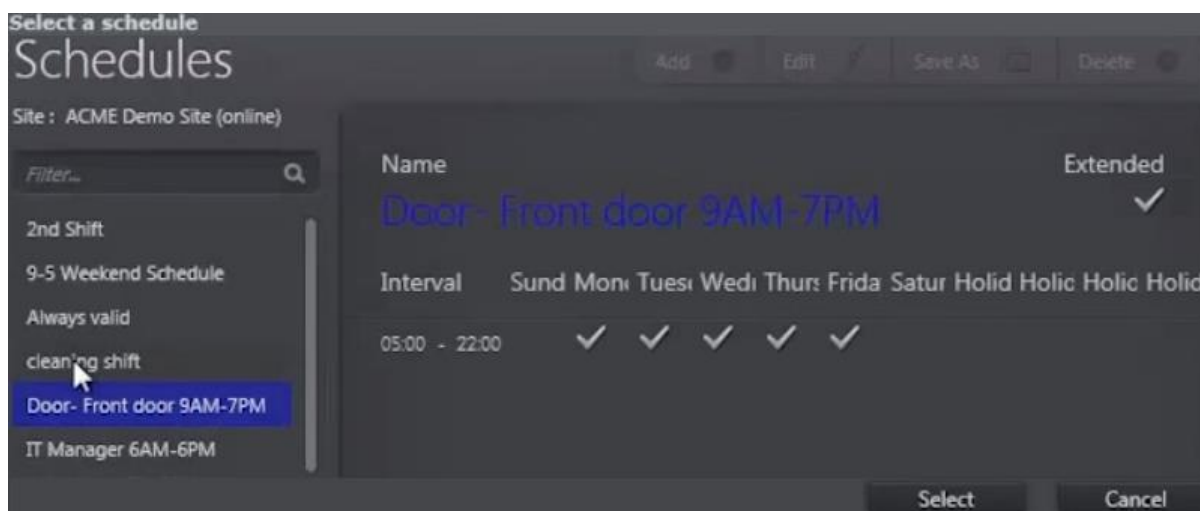 Select a schedule
Schedules
Add Edit Save As Delete
Site : ACME Demo Site (online)
Filter...
2nd Shift
9-5 Weekend Schedule
Always valid
cleaning shift
Door- Front door 9AM-7PM
IT Manager 6AM-6PM
Name Extended
Door- Front door 9AM-7PM
Interval Sund Mon Tues Wed Thurs Frida Satur Holid Holic Holic Holid
05:00 - 22:00
Select Cancel